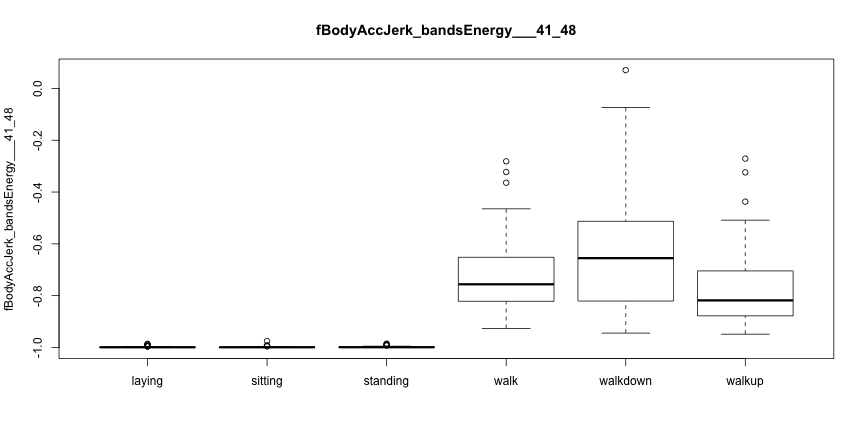 fBodyAccJerk_bandsEnergy___41_48
fBodyAccJerk_bandsEnergy___41_48
0.0
-0.2
-0.4
-0.6
-0.8
-1.0
laying sitting standing walk walkdown walkup